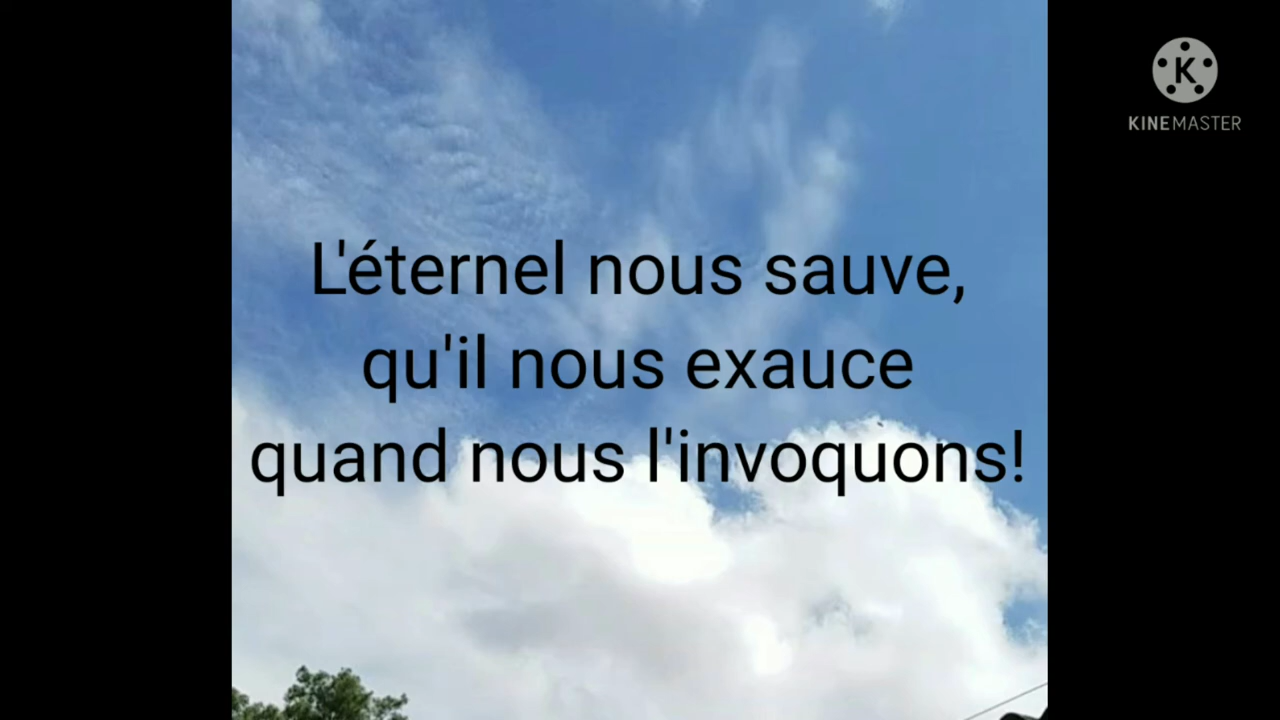 L'éternel nous sauve,
qu'il nous exauce
quand nous l'invoquons!
K
KINEMASTER